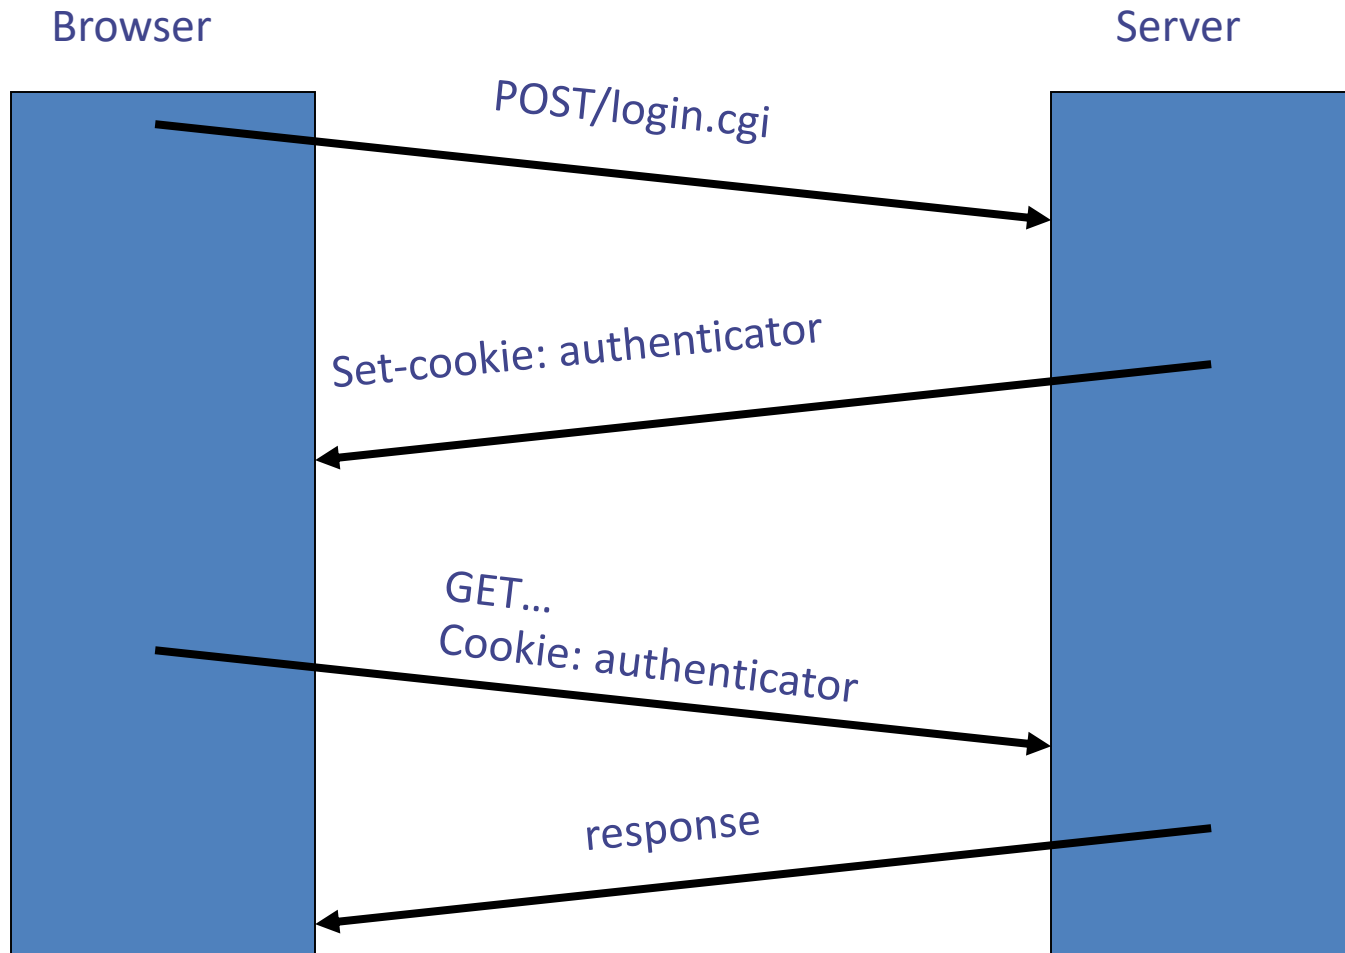 Browser
Server
POST/login.cgi
Set-cookie: authenticator
GET…
Cookie: authenticator
response